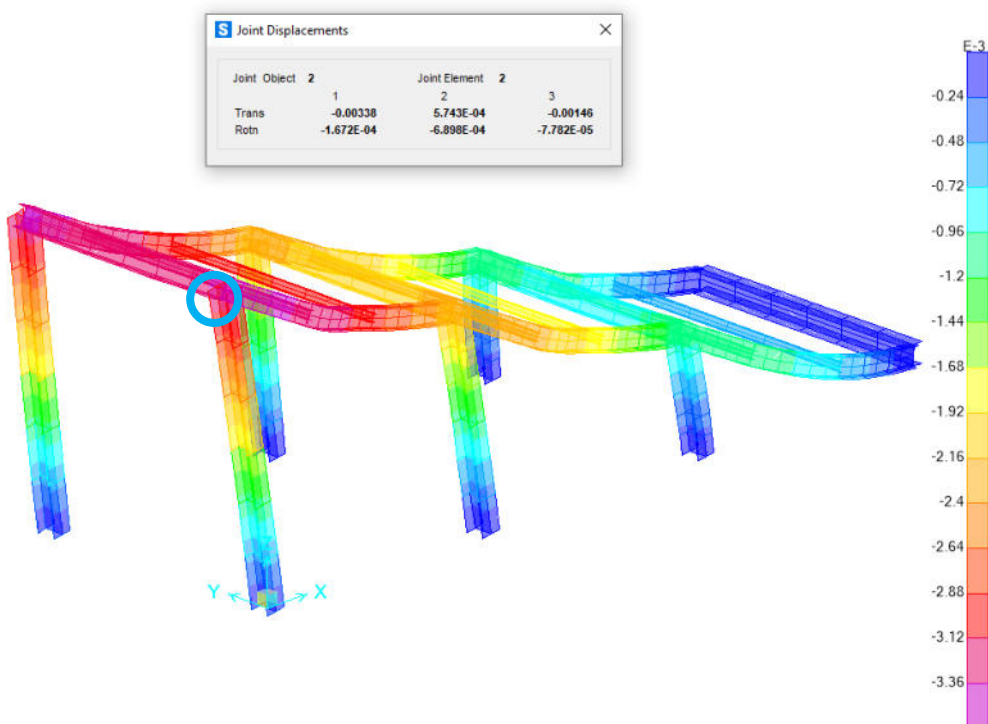 S Joint Displacements
Joint Object 2 Joint Element 2
1 2 3
Trans -0.00338 5.743E-04 -0.00146
Rotn -1.672E-04 -6.898E-04 -7.782E-05
E-3
-0.24
-0.48
-0.72
-0.96
-1.2
-1.44
-1.68
-1.92
-2.16
-2.4
-2.64
-2.88
-3.12
-3.36
Y X